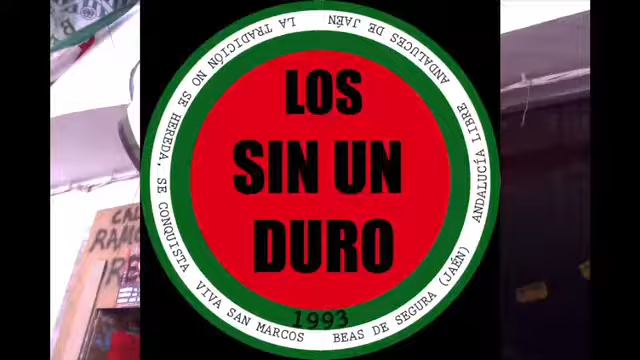 LOS
SIN UN
DURO
1993
LA TRADICIÓN NO SE HEREDA, SE CONQUISTA
VIVA SAN MARCOS
BEAS DE SEGURA (JAÉN)
ANDALUCÍA LIBRE
ANDALUCES DE JAÉN